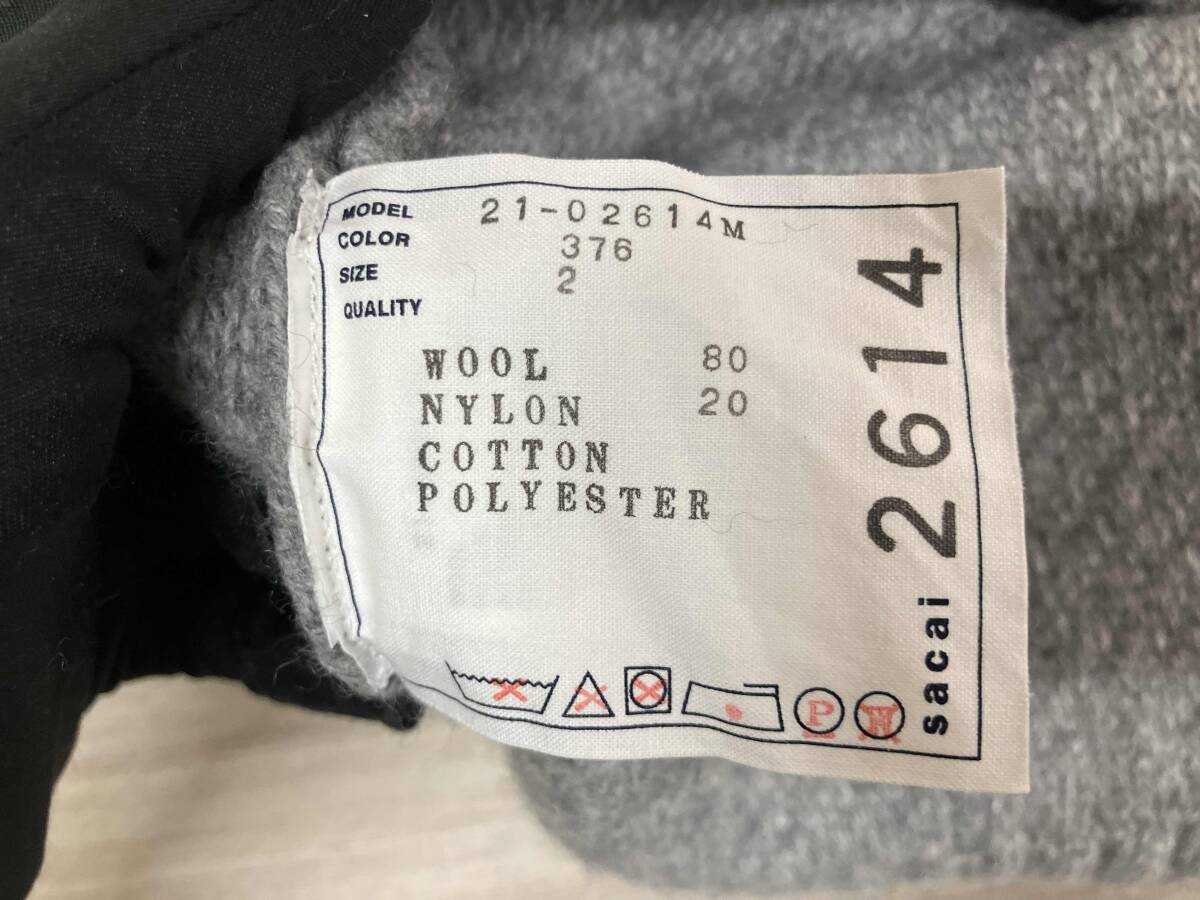 MODEL 21-02614M
COLOR 376
SIZE 2
QUALITY
WOOL 80
NYLON 20
COTTON
POLYESTER
sacai 2614
P
W